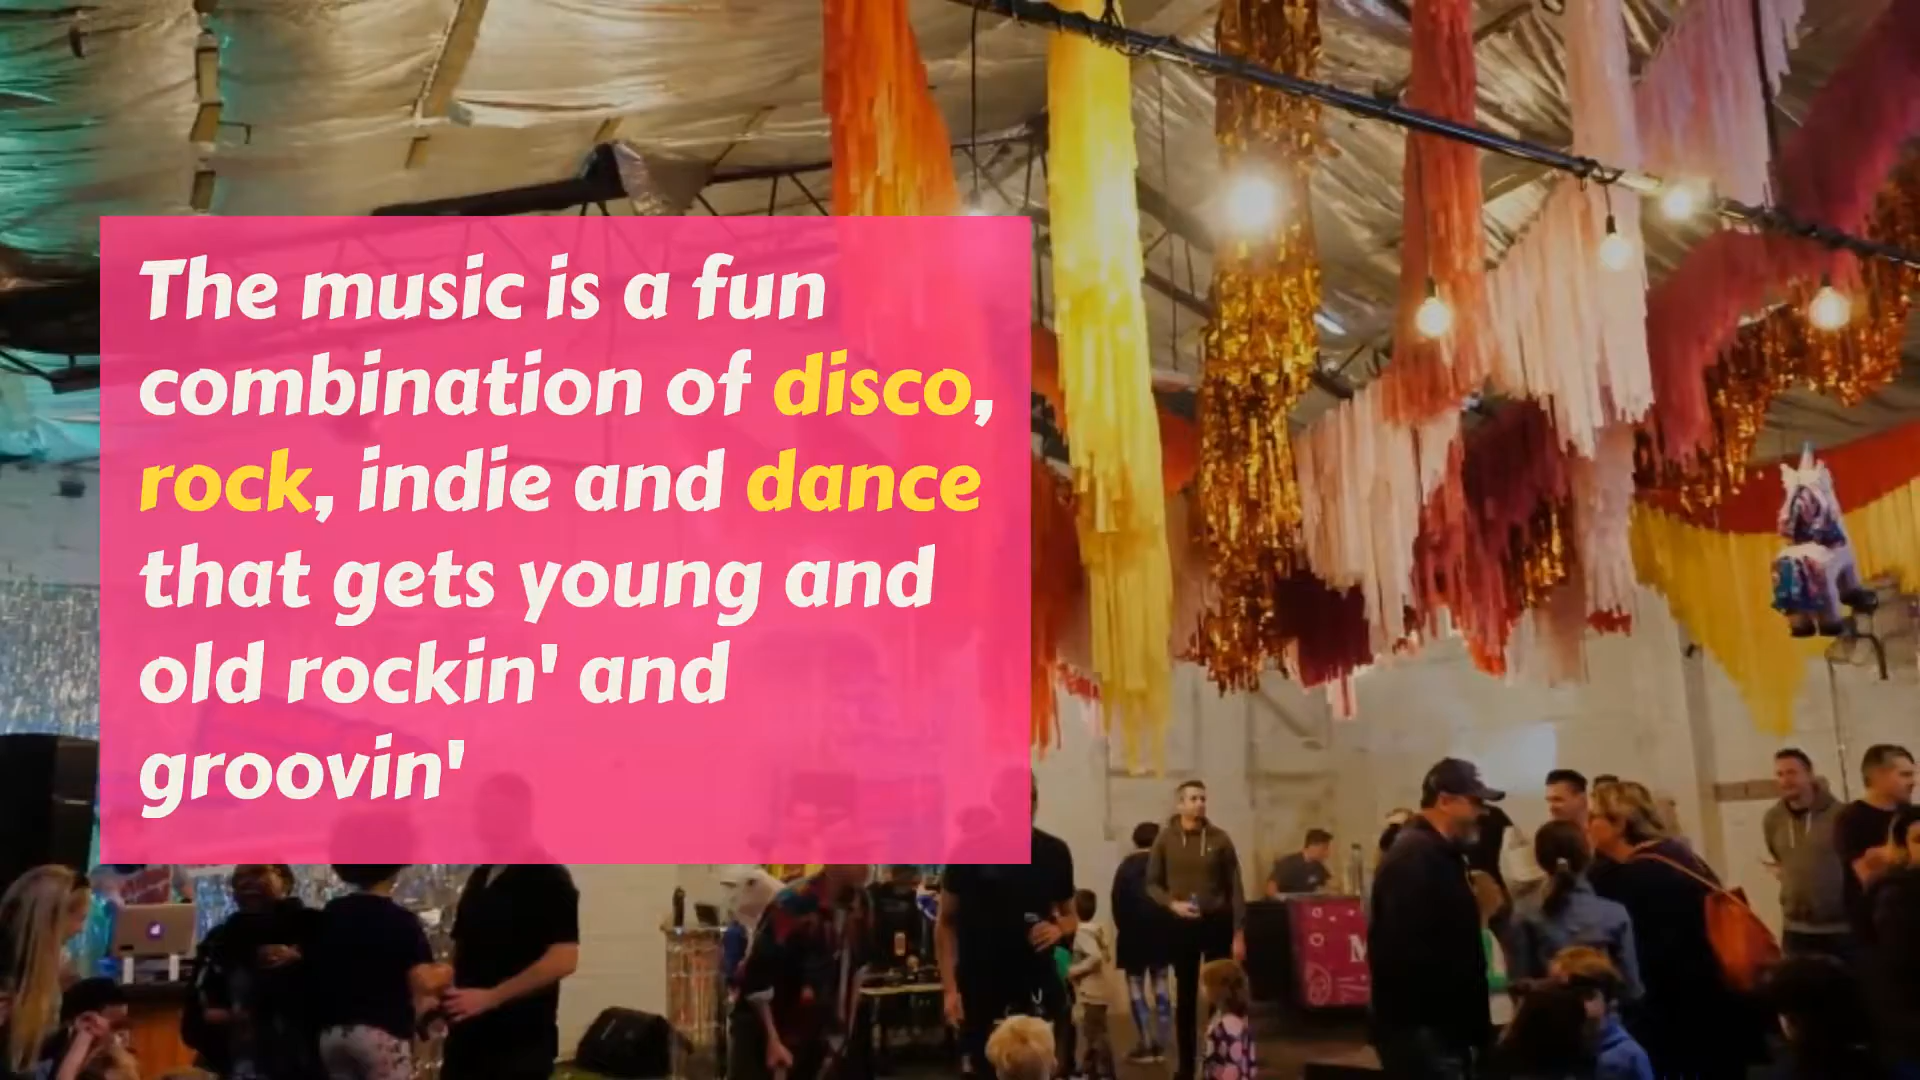 The music is a fun
combination of disco,
rock, indie and dance
that gets young and
old rockin' and
groovin'
M